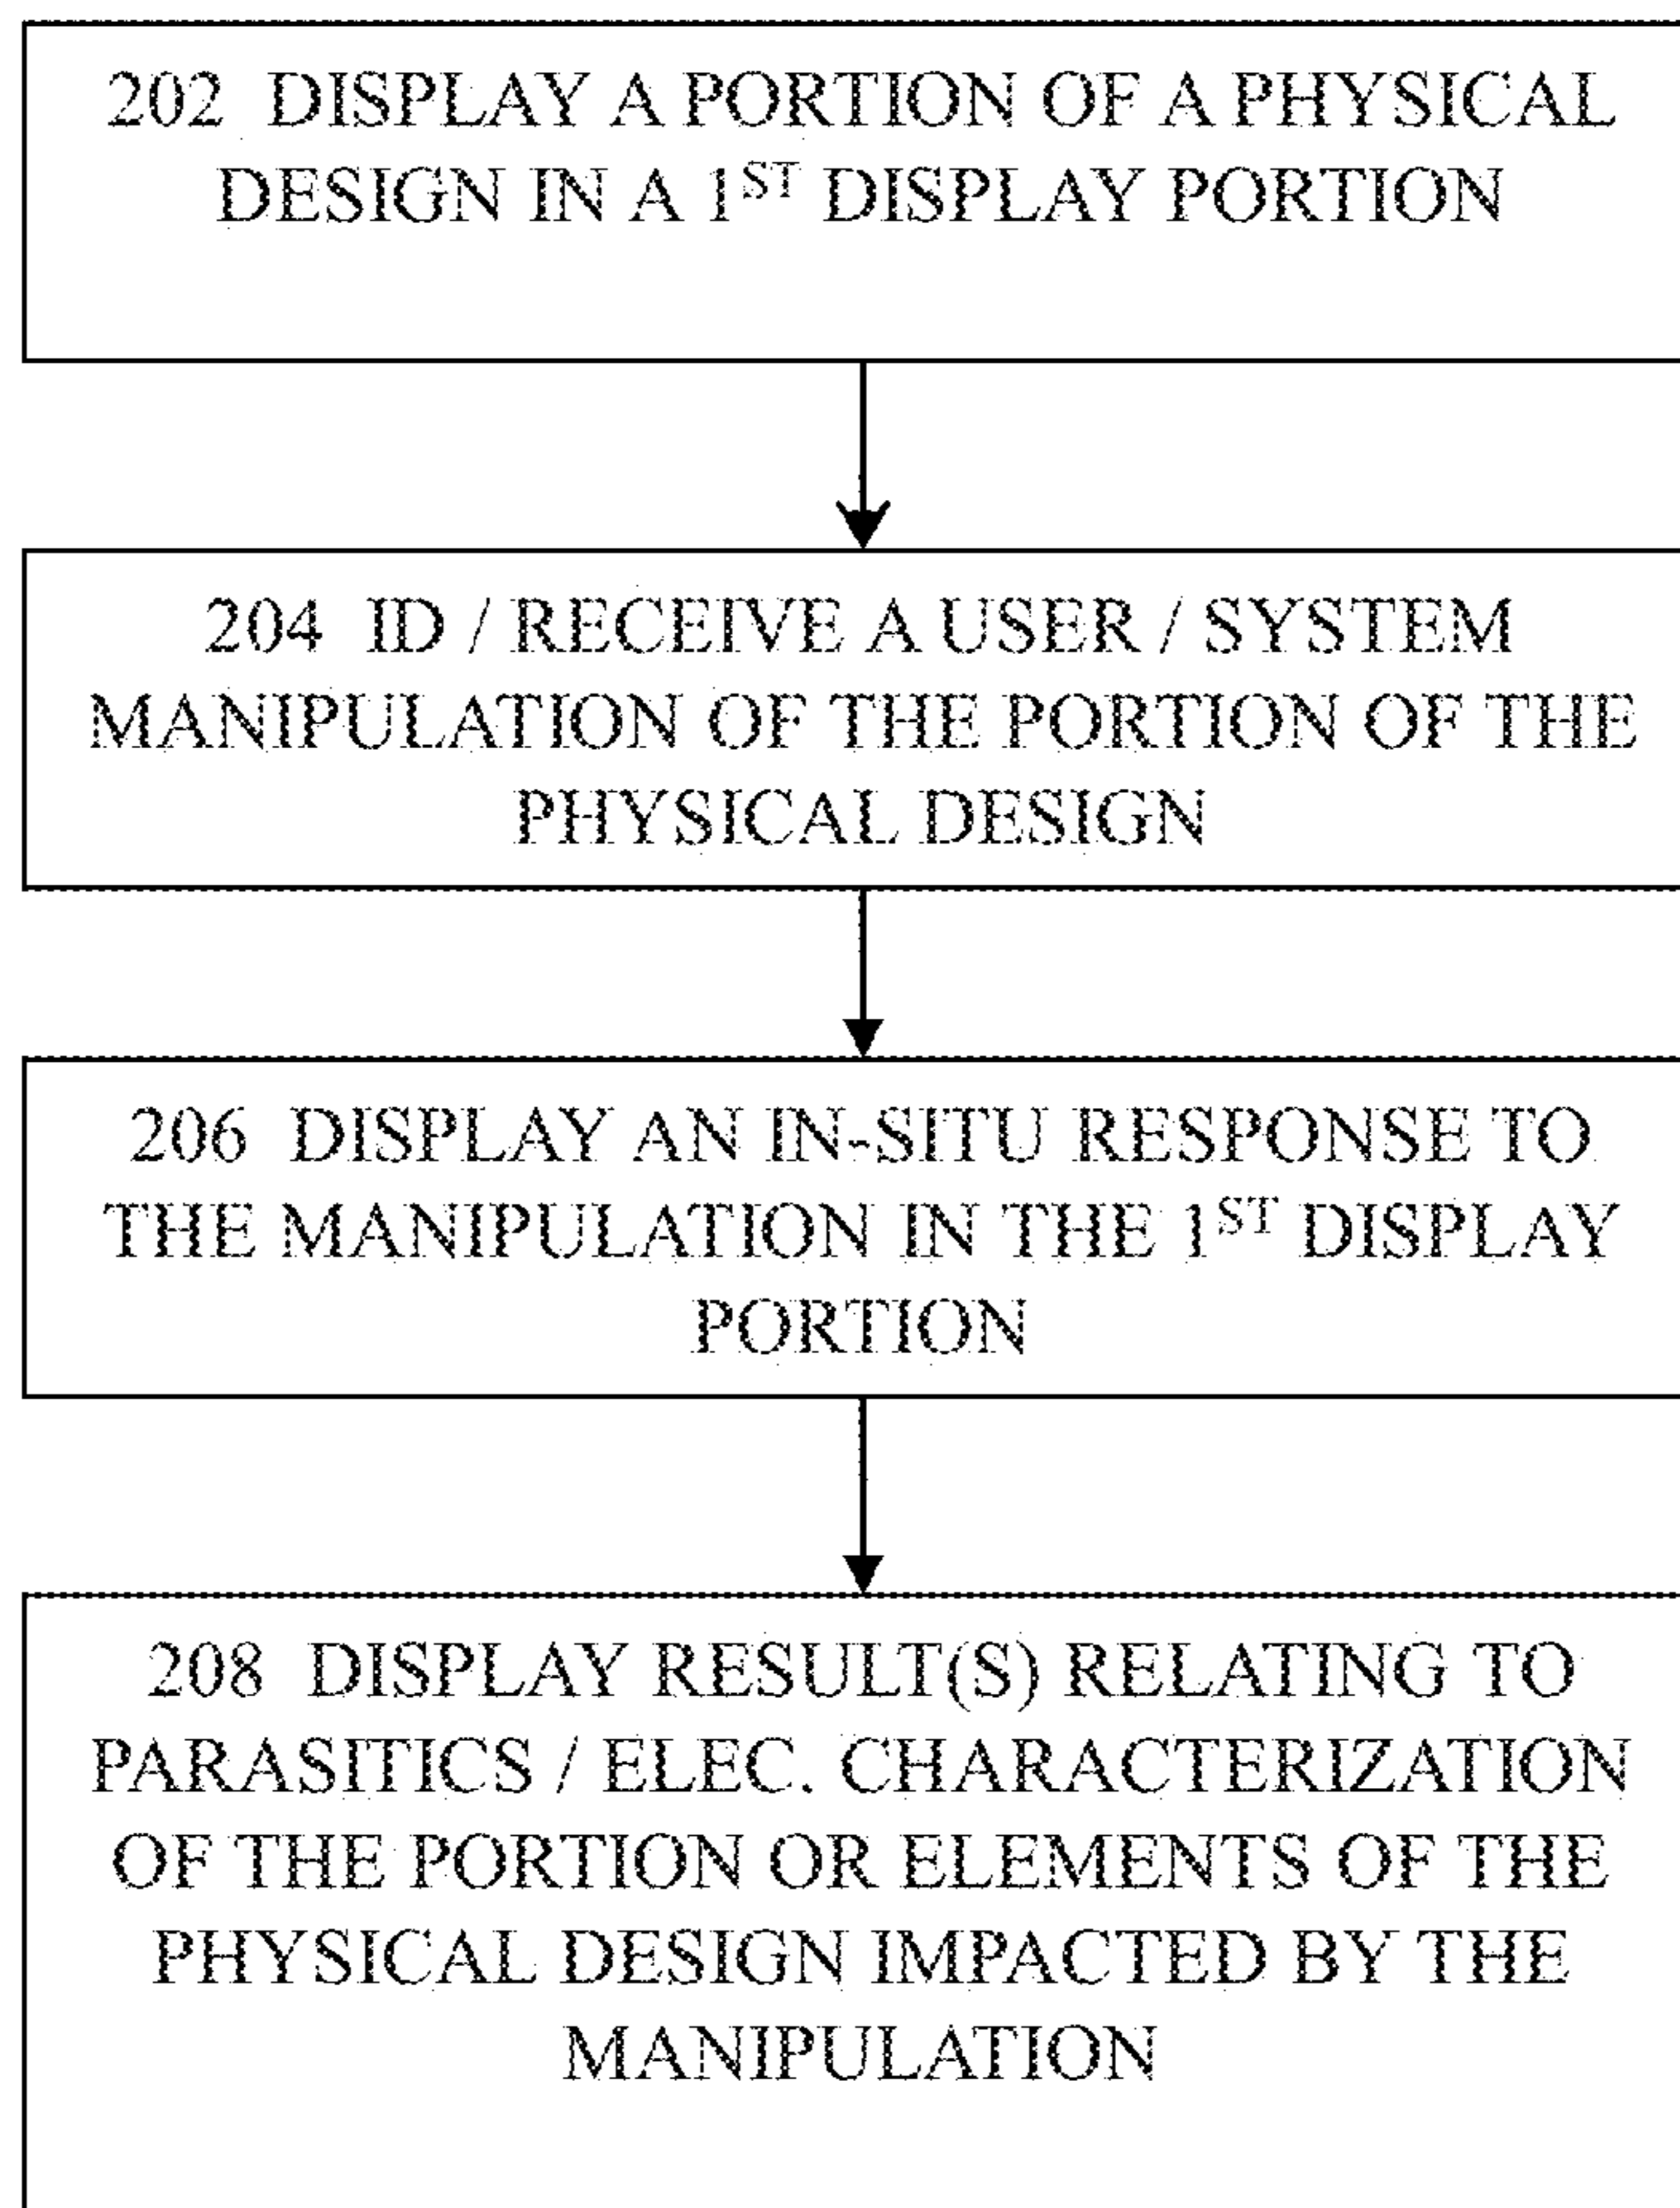 202 DISPLAY A PORTION OF A PHYSICAL
DESIGN IN A 1ST DISPLAY PORTION
204 ID / RECEIVE A USER / SYSTEM
MANIPULATION OF THE PORTION OF THE
PHYSICAL DESIGN
206 DISPLAY AN IN-SITU RESPONSE TO
THE MANIPULATION IN THE 1ST DISPLAY
PORTION
208 DISPLAY RESULT(S) RELATING TO
PARASITICS / ELEC. CHARACTERIZATION
OF THE PORTION OR ELEMENTS OF THE
PHYSICAL DESIGN IMPACTED BY THE
MANIPULATION